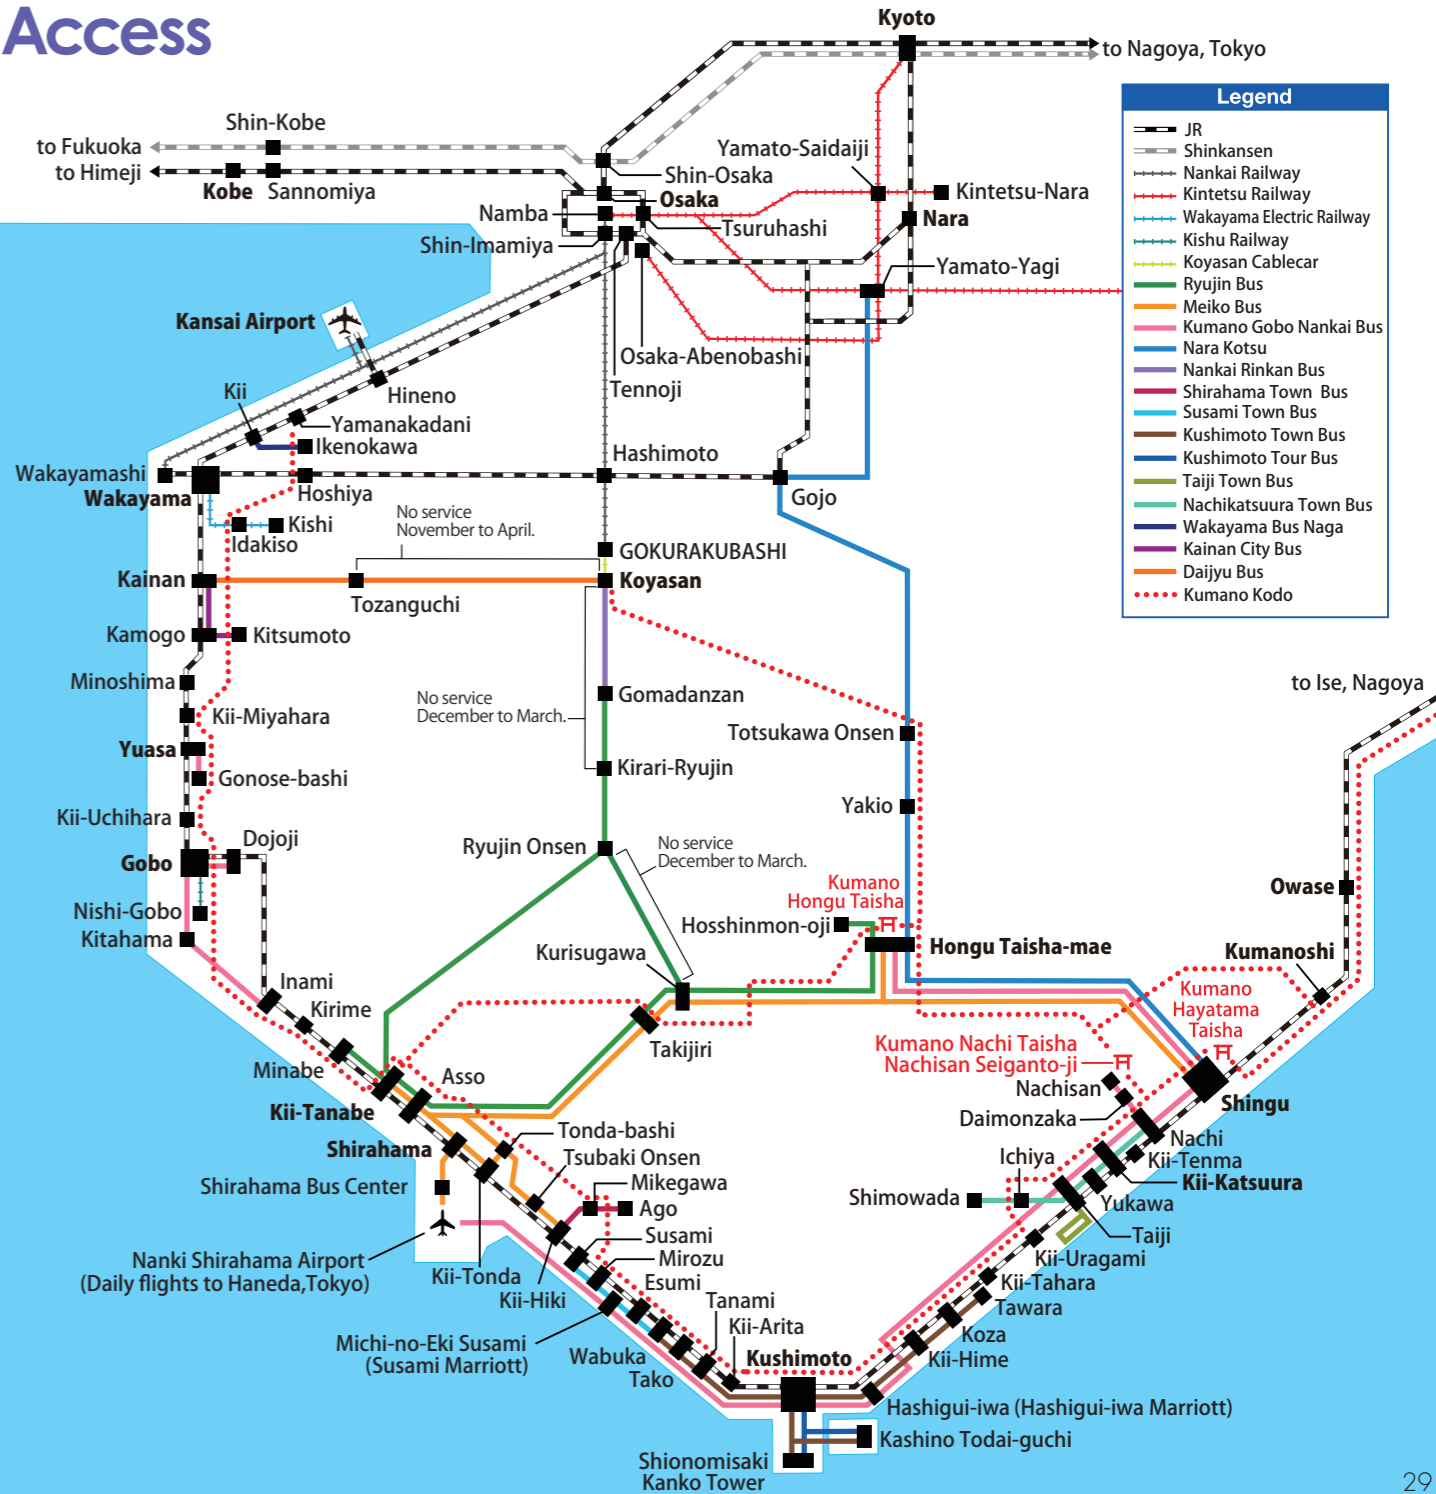 Access
Kyoto
to Nagoya, Tokyo
Legend
JR
Shinkansen
Nankai Railway
Kintetsu Railway
Wakayama Electric Railway
Kishu Railway
Koyasan Cablecar
Ryujin Bus
Meiko Bus
Kumano Gobo Nankai Bus
Nara Kotsu
Nankai Rinkan Bus
Shirahama Town Bus
Susami Town Bus
Kushimoto Town Bus
Kushimoto Tour Bus
Taiji Town Bus
Nachikatsuura Town Bus
Wakayama Bus Naga
Kainan City Bus
Daijyu Bus
Kumano Kodo
Shin-Kobe
to Fukuoka
to Himeji
Kobe
Sannomiya
Yamato-Saidaiji
Shin-Osaka
Osaka
Kintetsu-Nara
Namba
Tsuruhashi
Nara
Shin-Imamiya
Yamato-Yagi
Kansai Airport
Osaka-Abenobashi
Tennoji
Hineno
Kii
Yamanakadani
Ikenokawa
Hashimoto
Wakayamashi
Wakayama
Hoshiya
Gojo
No service
November to April.
Kishi
Idakiso
GOKURAKUBASHI
Kainan
Koyasan
Tozanguchi
Kamogo
Kitsumoto
Minoshima
to Ise, Nagoya
Gomadanzan
No service
December to March.
Kii-Miyahara
Totsukawa Onsen
Yuasa
Kirari-Ryujin
Gonose-bashi
Yakio
Kii-Uchihara
Dojoji
Ryujin Onsen
No service
December to March.
Gobo
Kumano
Hongu Taisha
Owase
Nishi-Gobo
Hosshinmon-oji
Kitahama
Hongu Taisha-mae
Kurisugawa
Kumanoshi
Inami
Kirime
Kumano
Hayatama
Taisha
Takijiri
Kumano Nachi Taisha
Nachisan Seiganto-ji
Minabe
Asso
Nachisan
Kii-Tanabe
Daimonzaka
Shingu
Tonda-bashi
Nachi
Shirahama
Tsubaki Onsen
Ichiya
Kii-Tenma
Mikegawa
Kii-Katsuura
Shirahama Bus Center
Shimowada
Yukawa
Ago
Susami
Taiji
Nanki Shirahama Airport
(Daily flights to Haneda,Tokyo)
Mirozu
Kii-Uragami
Kii-Tonda
Esumi
Kii-Tahara
Kii-Hiki
Tanami
Tawara
Kii-Arita
Koza
Michi-no-Eki Susami
(Susami Marriott)
Wabuka
Kushimoto
Kii-Hime
Tako
Hashigui-iwa (Hashigui-iwa Marriott)
Kashino Todai-guchi
Shionomisaki
Kanko Tower
29